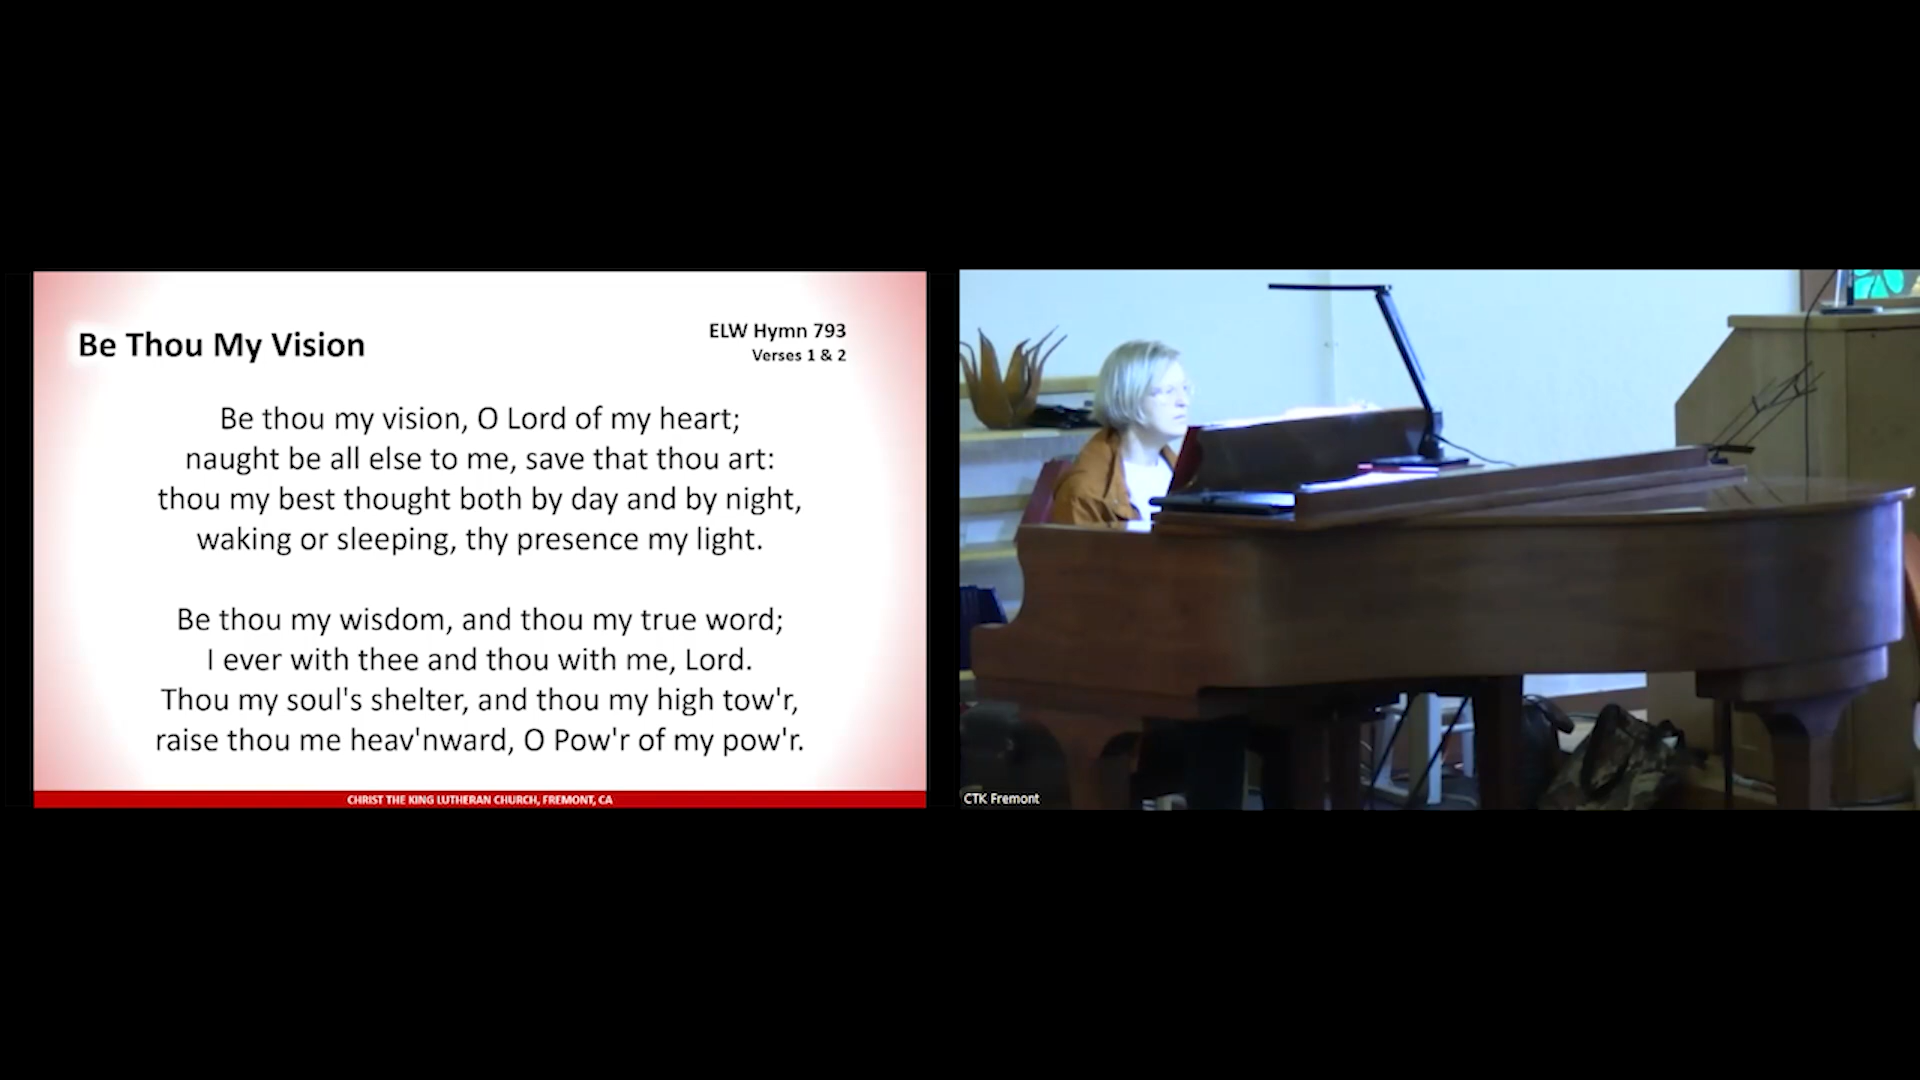 Be Thou My Vision
ELW Hymn 793
Verses 1 & 2
Be thou my vision, O Lord of my heart;
naught be all else to me, save that thou art:
thou my best thought both by day and by night,
waking or sleeping, thy presence my light.
Be thou my wisdom, and thou my true word;
I ever with thee and thou with me, Lord.
Thou my soul's shelter, and thou my high tow'r,
raise thou me heav'nward, O Pow'r of my pow'r.
CHRIST THE KING LUTHERAN CHURCH, FREMONT, CA
CTK Fremont